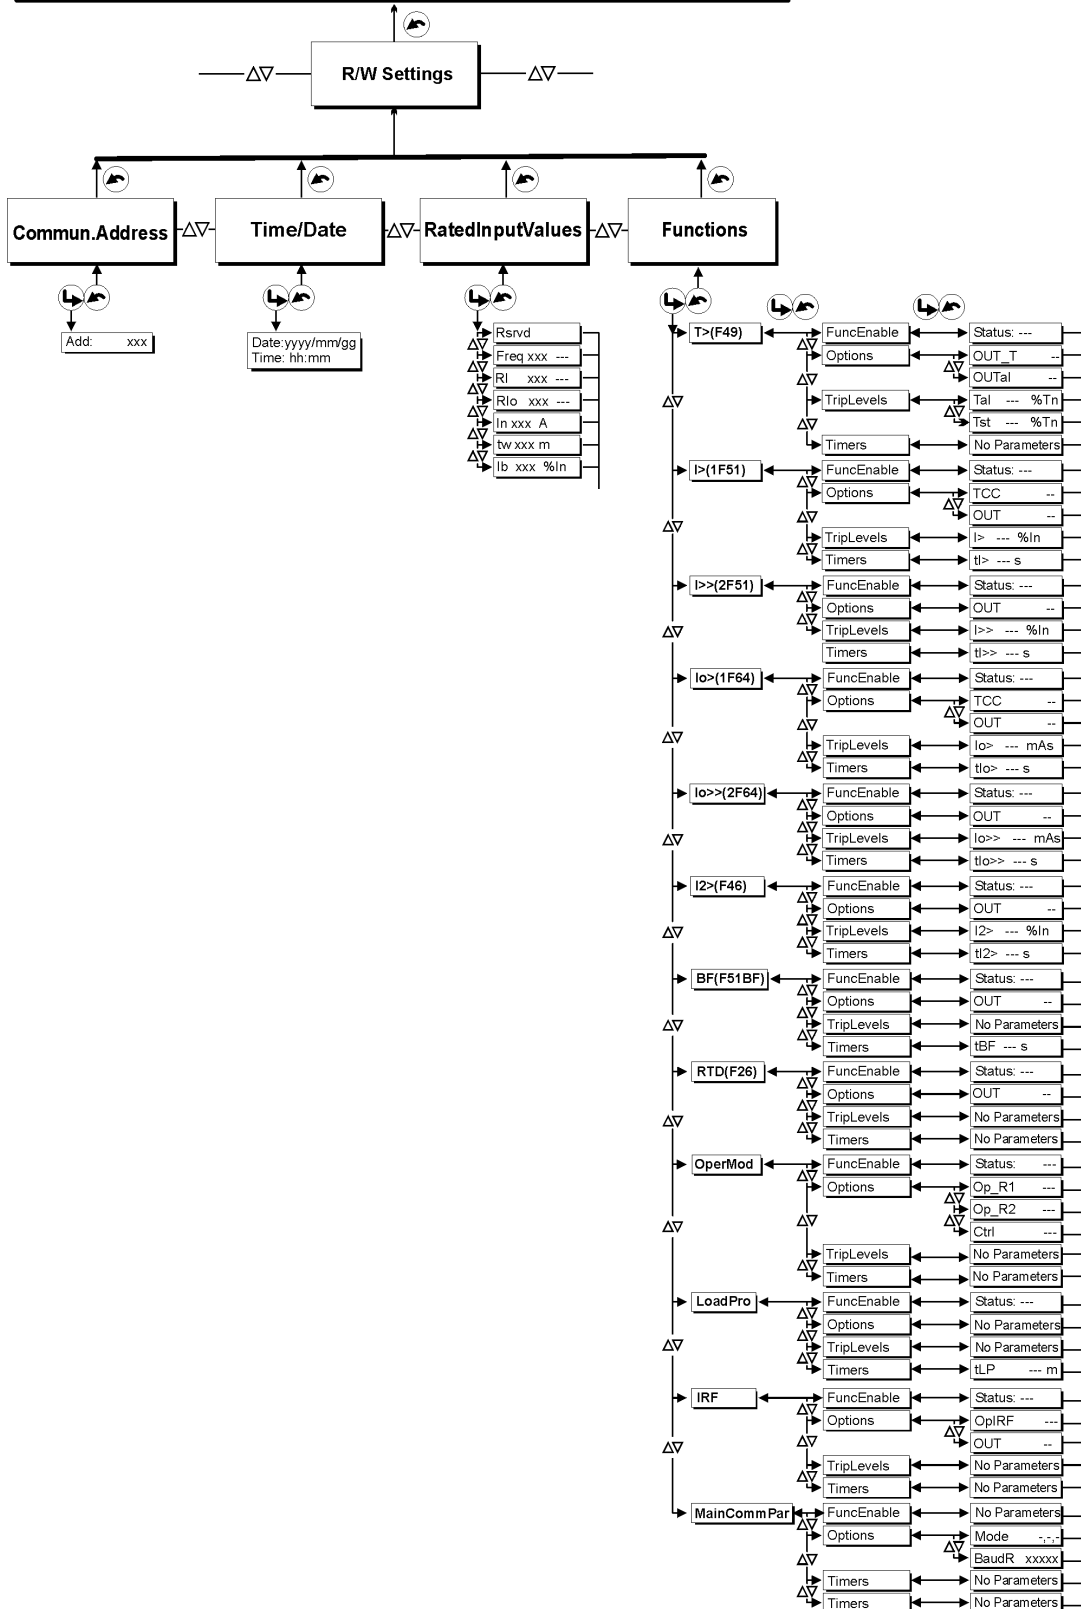 R/W Settings
Commun.Address
Time/Date
RatedInputValues
Functions
Add: xxx
Date:yyyy/mm/gg
Time: hh:mm
Rsrvd
Freq xxx ---
RI xxx ---
RIo xxx ---
In xxx A
tw xxx m
Ib xxx %In
T>(F49)
FuncEnable
Status: ---
Options
OUT_T --
OUTal --
TripLevels
Tal --- %Tn
Tst --- %Tn
Timers
No Parameters
I>(1F51)
FuncEnable
Status: ---
Options
TCC --
OUT --
TripLevels
I> --- %In
Timers
tI> --- s
I>>(2F51)
FuncEnable
Status: ---
Options
OUT --
TripLevels
I>> --- %In
Timers
tI>> --- s
Io>(1F64)
FuncEnable
Status: ---
Options
TCC --
OUT --
TripLevels
Io> --- mAs
Timers
tIo> --- s
Io>>(2F64)
FuncEnable
Status: ---
Options
OUT --
TripLevels
Io>> --- mAs
Timers
tIo>> --- s
I2>(F46)
FuncEnable
Status: ---
Options
OUT --
TripLevels
I2> --- %In
Timers
tI2> --- s
BF(F51BF)
FuncEnable
Status: ---
Options
OUT --
TripLevels
No Parameters
Timers
tBF --- s
RTD(F26)
FuncEnable
Status: ---
Options
OUT --
TripLevels
No Parameters
Timers
No Parameters
OperMod
FuncEnable
Status: ---
Options
Op_R1 ---
Op_R2 ---
Ctrl ---
TripLevels
No Parameters
Timers
No Parameters
LoadPro
FuncEnable
Status: ---
Options
No Parameters
TripLevels
No Parameters
Timers
tLP --- m
IRF
FuncEnable
Status: ---
Options
OpIRF ---
OUT --
TripLevels
No Parameters
Timers
No Parameters
MainCommPar
FuncEnable
No Parameters
Options
Mode -,-,-
BaudR xxxxx
Timers
No Parameters
Timers
No Parameters